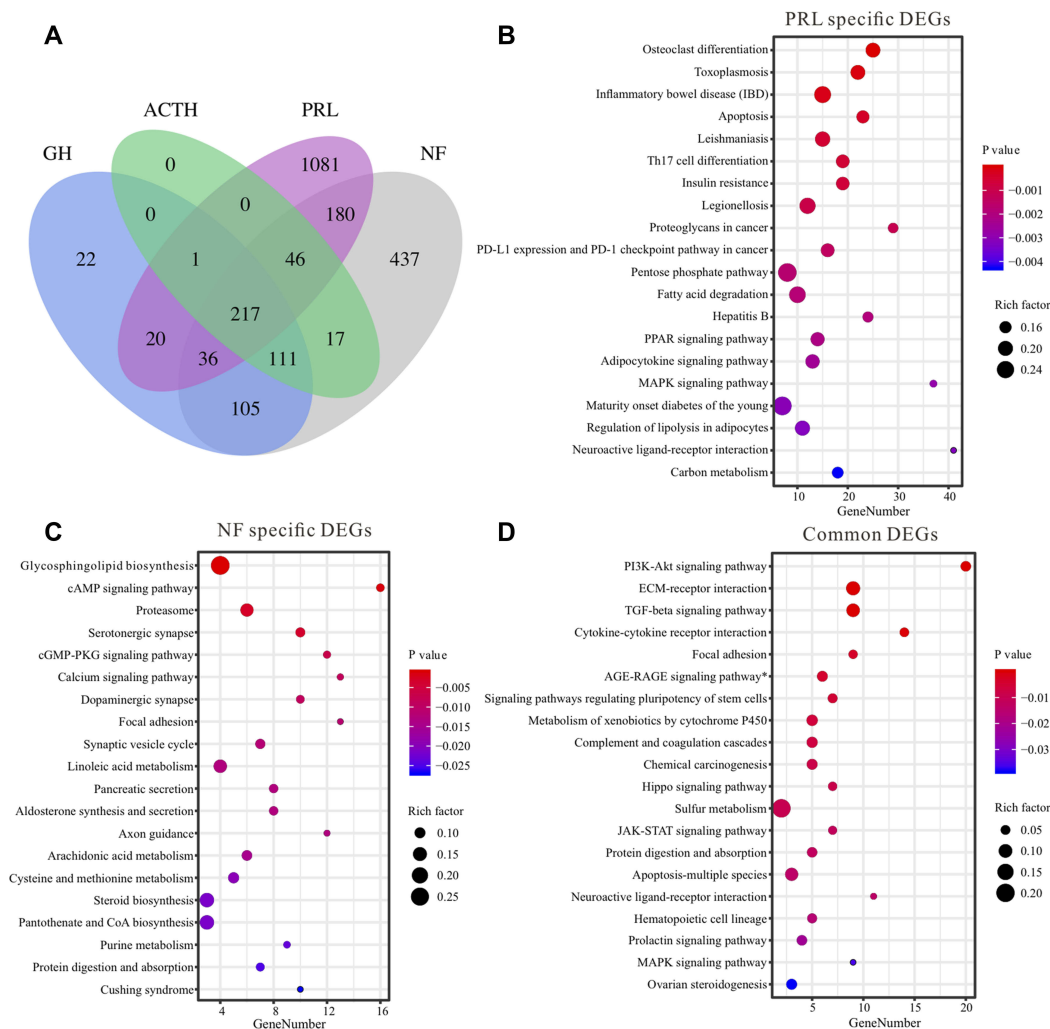 A
ACTH
PRL
GH
NF
0
1081
0
0
180
22
1
46
437
217
20
36
111
17
105
B
PRL specific DEGs
Osteoclast differentiation
Toxoplasmosis
Inflammatory bowel disease (IBD)
Apoptosis
Leishmaniasis
Th17 cell differentiation
Insulin resistance
Legionellosis
Proteoglycans in cancer
PD-L1 expression and PD-1 checkpoint pathway in cancer
Pentose phosphate pathway
Fatty acid degradation
Hepatitis B
PPAR signaling pathway
Adipocytokine signaling pathway
MAPK signaling pathway
Maturity onset diabetes of the young
Regulation of lipolysis in adipocytes
Neuroactive ligand-receptor interaction
Carbon metabolism
10 20 30 40
GeneNumber
P value
−0.001
−0.002
−0.003
−0.004
Rich factor
0.16
0.20
0.24
C
NF specific DEGs
Glycosphingolipid biosynthesis
cAMP signaling pathway
Proteasome
Serotonergic synapse
cGMP-PKG signaling pathway
Calcium signaling pathway
Dopaminergic synapse
Focal adhesion
Synaptic vesicle cycle
Linoleic acid metabolism
Pancreatic secretion
Aldosterone synthesis and secretion
Axon guidance
Arachidonic acid metabolism
Cysteine and methionine metabolism
Steroid biosynthesis
Pantothenate and CoA biosynthesis
Purine metabolism
Protein digestion and absorption
Cushing syndrome
4 8 12 16
GeneNumber
P value
−0.005
−0.010
−0.015
−0.020
−0.025
Rich factor
0.10
0.15
0.20
0.25
D
Common DEGs
PI3K-Akt signaling pathway
ECM-receptor interaction
TGF-beta signaling pathway
Cytokine-cytokine receptor interaction
Focal adhesion
AGE-RAGE signaling pathway*
Signaling pathways regulating pluripotency of stem cells
Metabolism of xenobiotics by cytochrome P450
Complement and coagulation cascades
Chemical carcinogenesis
Hippo signaling pathway
Sulfur metabolism
JAK-STAT signaling pathway
Protein digestion and absorption
Apoptosis-multiple species
Neuroactive ligand-receptor interaction
Hematopoietic cell lineage
Prolactin signaling pathway
MAPK signaling pathway
Ovarian steroidogenesis
5 10 15 20
GeneNumber
P value
−0.01
−0.02
−0.03
Rich factor
0.05
0.10
0.15
0.20